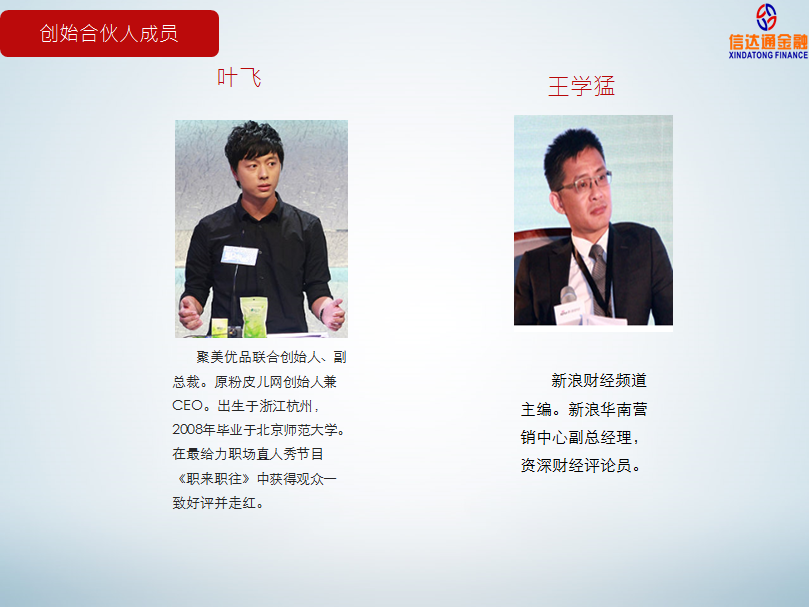 创始合伙人成员
信达通金融
XINDATONG FINANCE
叶飞
聚美优品联合创始人、副
总裁。原粉皮儿网创始人兼
CEO。出生于浙江杭州，
2008年毕业于北京师范大学。
在最给力职场直人秀节目
《职来职往》中获得观众一
致好评并走红。
王学猛
新浪财经频道
主编。新浪华南营
销中心副总经理，
资深财经评论员。